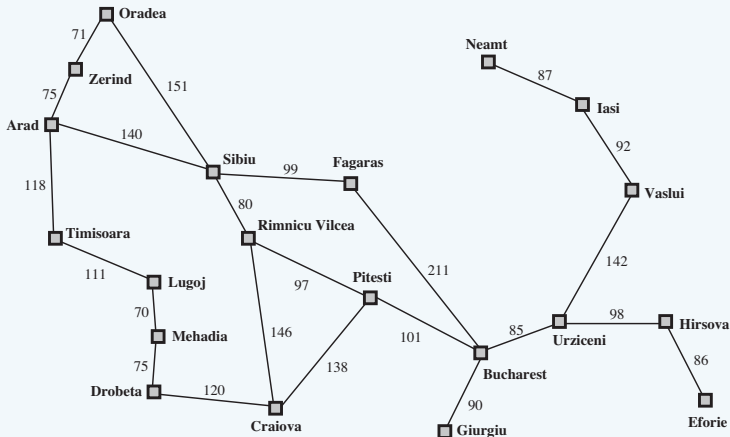 Oradea
71
Neamt
Zerind
87
151
75
Iasi
Arad
140
92
Sibiu
Fagaras
99
118
Vaslui
80
Timisoara
Rimnicu Vilcea
142
111
211
Lugoj
97
Pitesti
70
98
Hirsova
85
146
101
Urziceni
Mehadia
86
75
138
Bucharest
Drobeta
120
90
Eforie
Craiova
Giurgiu